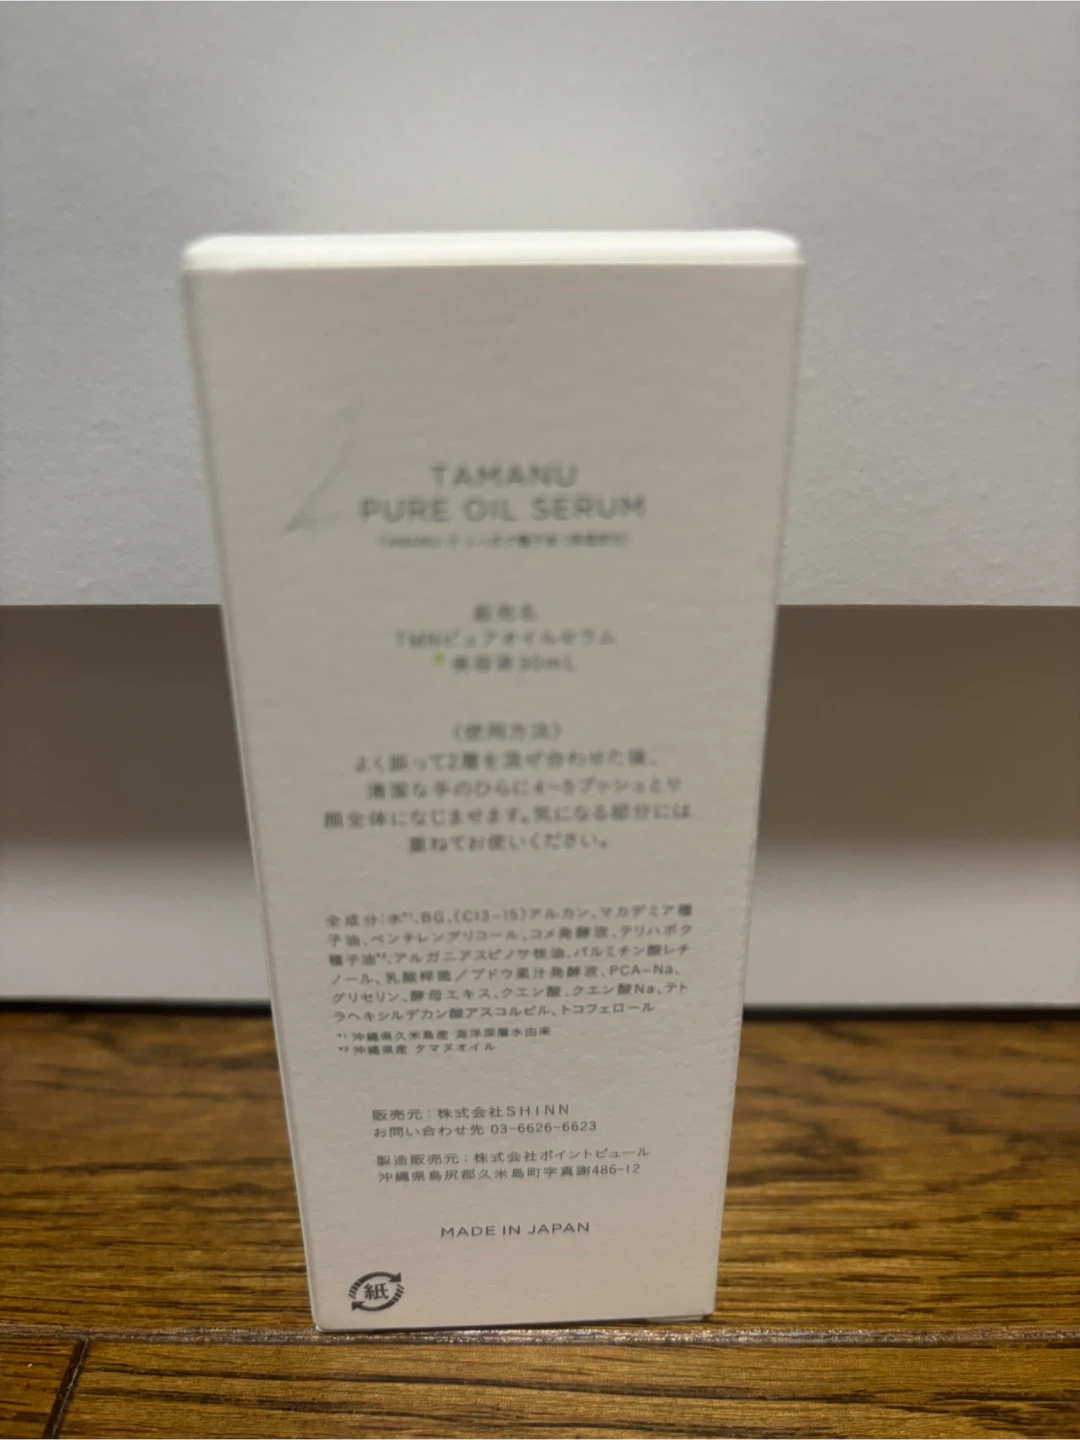 TAMANU
PURE OIL SERUM
販売名
TMNピュアオイルセラム
美容液30mL
〈使用方法〉
よく振って2層を混ぜ合わせた後、
清潔な手のひらに4~5プッシュとり
顔全体になじませます。気になる部分には
重ねてお使いください。
全成分:水*¹、BG、(C13-15)アルカン、マカデミア種
子油、ペンチレングリコール、コメ発酵液、テリハボク
種子油*²、アルガニアスピノサ核油、パルミチン酸レチ
ノール、乳酸桿菌/ブドウ果汁発酵液、PCA-Na、
グリセリン、酵母エキス、クエン酸、クエン酸Na、テト
ラヘキシルデカン酸アスコルビル、トコフェロール
*1 沖縄県久米島産 海洋深層水由来
*2 沖縄県産 タマヌオイル
販売元:株式会社SHINN
お問い合わせ先 03-6626-6623
製造販売元:株式会社ポイントピュール
沖縄県島尻郡久米島町字真謝486-12
MADE IN JAPAN
紙